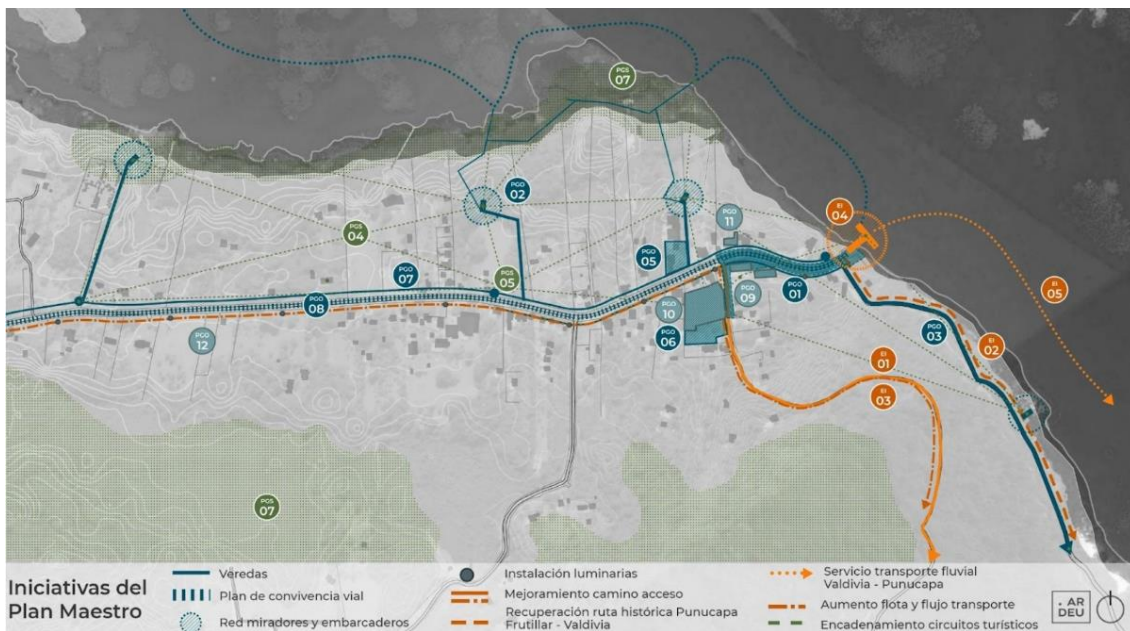 PGS
07
PGO
02
EI
04
PGO
11
PGS
04
PGO
05
PGO
07
PGS
05
EI
05
PGO
01
PGO
09
PGO
08
PGO
10
PGO
03
EI
02
PGO
12
PGO
06
EI
01
EI
03
PGS
07
Iniciativas del
Plan Maestro
Veredas
Plan de convivencia vial
Red miradores y embarcaderos
Instalación luminarias
Mejoramiento camino acceso
Recuperación ruta histórica Punucapa
Frutillar - Valdivia
Servicio transporte fluvial
Valdivia - Punucapa
Aumento flota y flujo transporte
Encadenamiento circuitos turísticos
. AR
DEU